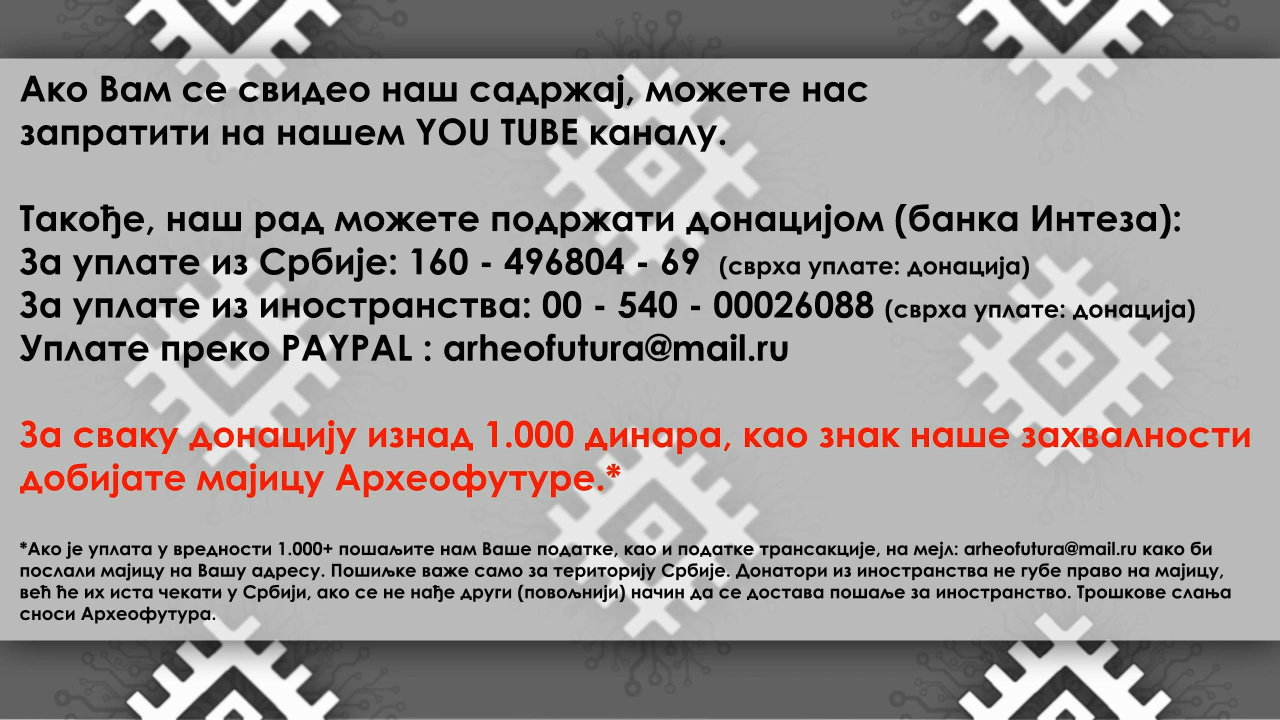 Ако Вам се свидео наш садржај, можете нас
запратити на нашем YOU TUBE каналу.
Такође, наш рад можете подржати донацијом (банка Интеза):
За уплате из Србије: 160 - 496804 - 69 (сврха уплате: донација)
За уплате из иностранства: 00 - 540 - 00026088 (сврха уплате: донација)
Уплате преко PAYPAL : arheofutura@mail.ru
За сваку донацију изнад 1.000 динара, као знак наше захвалности
добијате мајицу Археофутуре.*
*Ако је уплата у вредности 1.000+ пошаљите нам Ваше податке, као и податке трансакције, на мејл: arheofutura@mail.ru како би
послали мајицу на Вашу адресу. Пошиљке важе само за територију Србије. Донатори из иностранства не губе право на мајицу,
већ ће их иста чекати у Србији, ако се не нађе други (повољнији) начин да се достава пошаље за иностранство. Трошкове слања
сноси Археофутура.